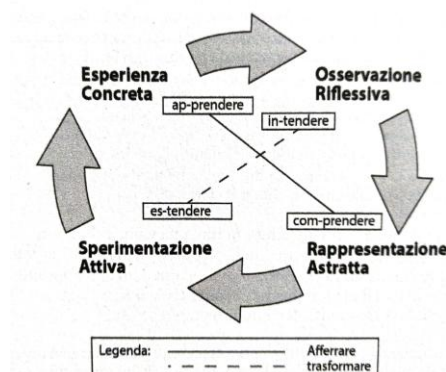 Esperienza
Concreta
Osservazione
Riflessiva
ap-prendere
in-tendere
es-tendere
com-prendere
Sperimentazione
Attiva
Rappresentazione
Astratta
Legenda:
Afferrare
trasformare